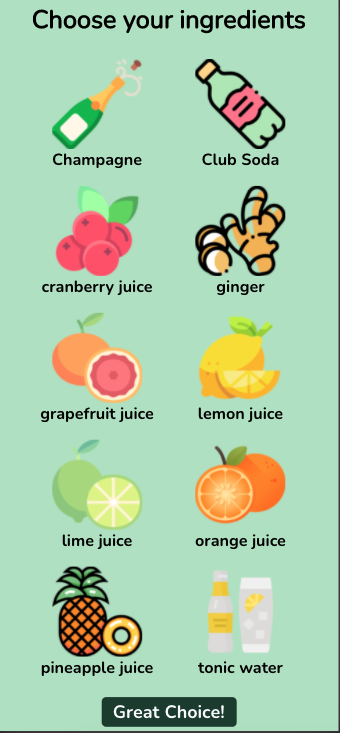 Choose your ingredients
Champagne
Club Soda
cranberry juice
ginger
grapefruit juice
lemon juice
lime juice
orange juice
pineapple juice
tonic water
Great Choice!